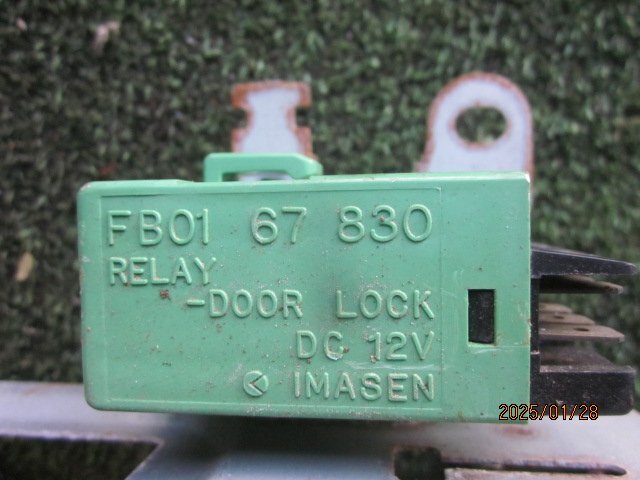 FB01 67 830
RELAY
-DOOR LOCK
DC 12V
IMASEN
2025/01/28